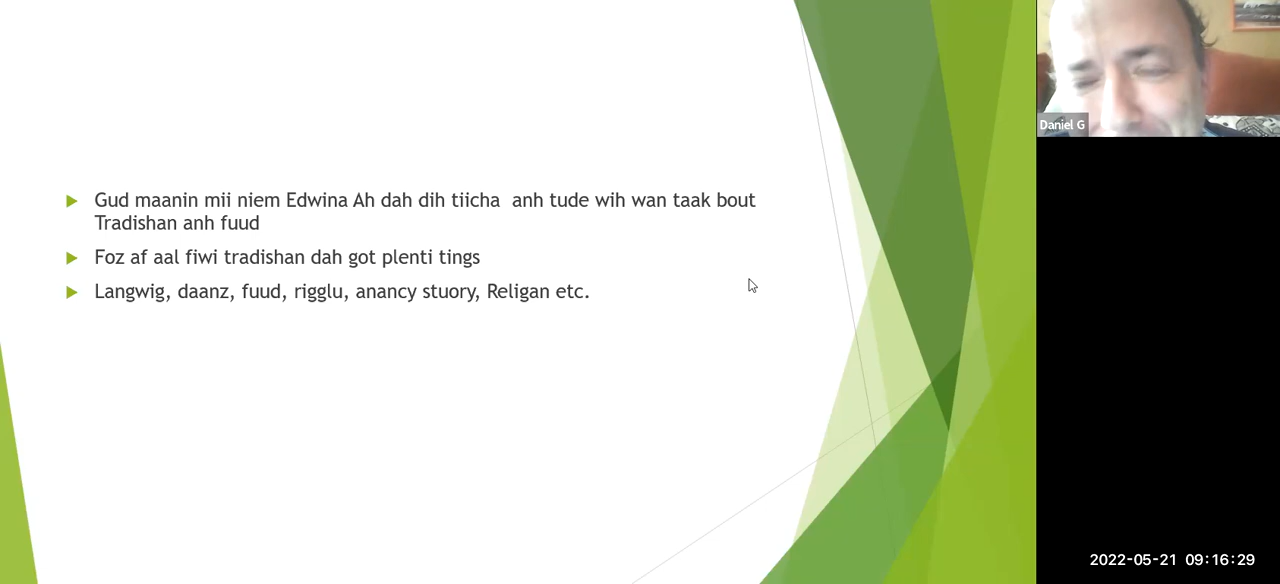 Gud maanin mii niem Edwina Ah dah dih tiicha anh tude wih wan taak bout
Tradishan anh fuud
Foz af aal fiwi tradishan dah got plenti tings
Langwig, daanz, fuud, rigglu, anancy stuory, Religan etc.
Daniel G
2022-05-21 09:16:29